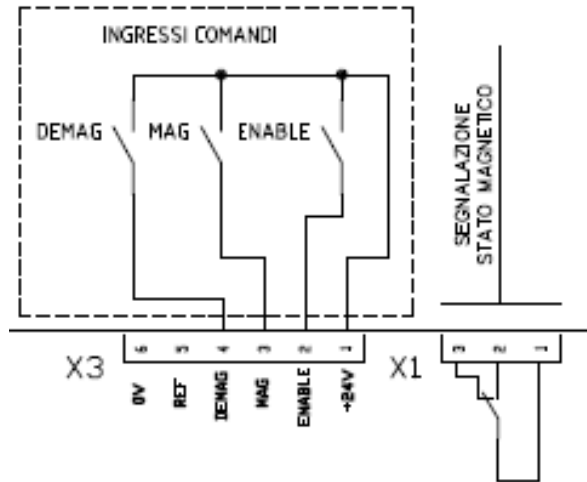 INGRESSI COMANDI
DEMAG MAG ENABLE
SEGNALAZIONE
STATO MAGNETICO
X3 6 5 4 3 2 1 X1 3 2 1
0V REF DEMAG MAG ENABLE +24V